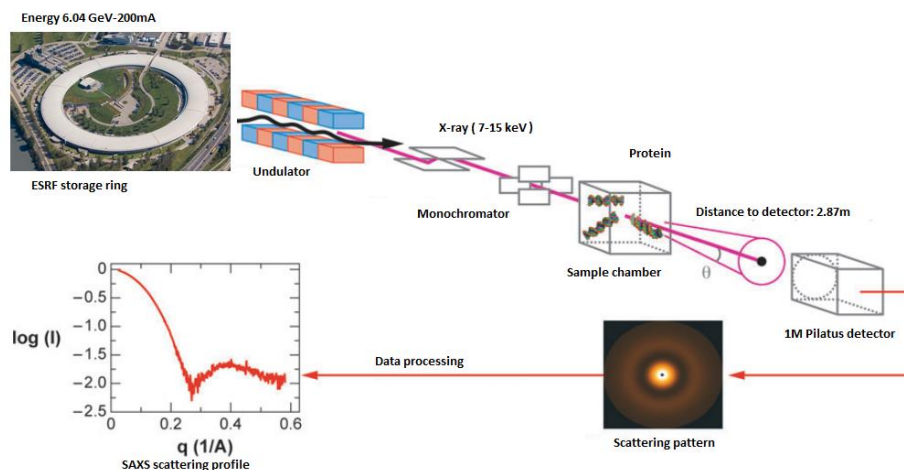 Energy 6.04 GeV-200mA
ESRF storage ring
Undulator
X-ray ( 7-15 keV )
Monochromator
Protein
Sample chamber
Distance to detector: 2.87m
θ
1M Pilatus detector
Scattering pattern
Data processing
log (I)
0
−0.5
−1.0
−1.5
−2.0
−2.5
0 0.2 0.4 0.6
q (1/A)
SAXS scattering profile